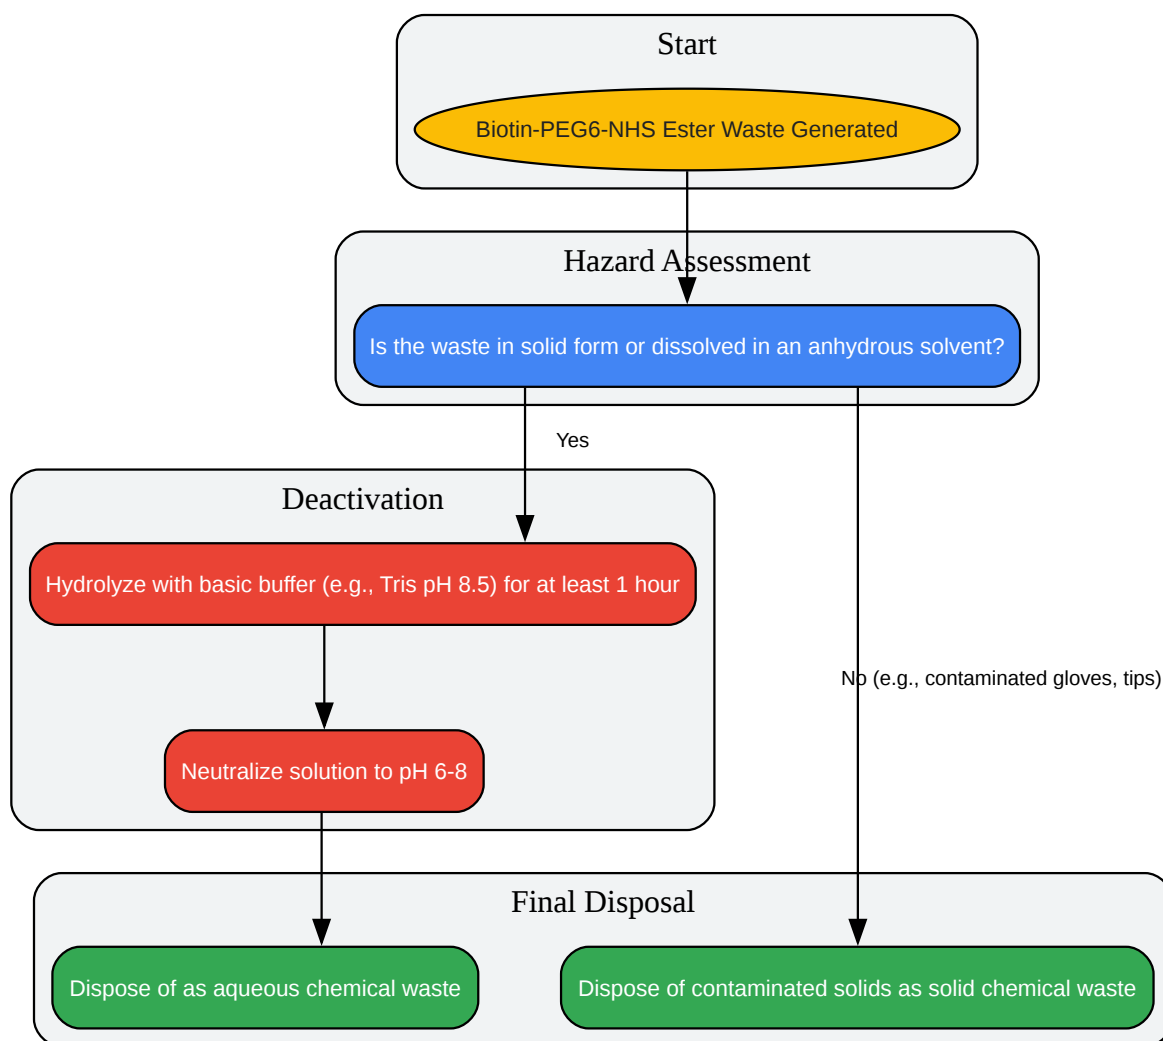 Start
Biotin-PEG6-NHS Ester Waste Generated
Hazard Assessment
Is the waste in solid form or dissolved in an anhydrous solvent?
Yes
Deactivation
Hydrolyze with basic buffer (e.g., Tris pH 8.5) for at least 1 hour
No (e.g., contaminated gloves, tips)
Neutralize solution to pH 6-8
Final Disposal
Dispose of as aqueous chemical waste
Dispose of contaminated solids as solid chemical waste